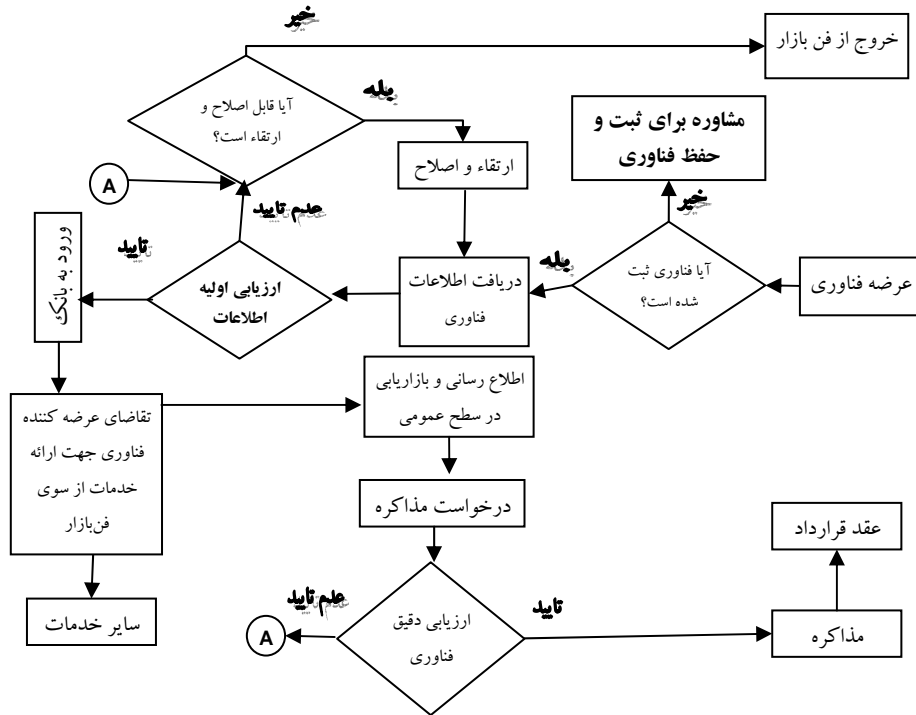 خیر
خروج از فن بازار
آیا قابل اصلاح و
ارتقاء است؟
بله
مشاوره برای ثبت و
حفظ فناوری
ارتقاء و اصلاح
A
عدم تایید
خیر
تایید
ورود به بانک
ارزیابی اولیه
اطلاعات
دریافت اطلاعات
فناوری
بله
آیا فناوری ثبت
شده است؟
عرضه فناوری
اطلاع رسانی و بازاریابی
در سطح عمومی
تقاضای عرضه کننده
فناوری جهت ارائه
خدمات از سوی
فن‌بازار
درخواست مذاکره
عقد قرارداد
سایر خدمات
عدم تایید
A
ارزیابی دقیق
فناوری
تایید
مذاکره